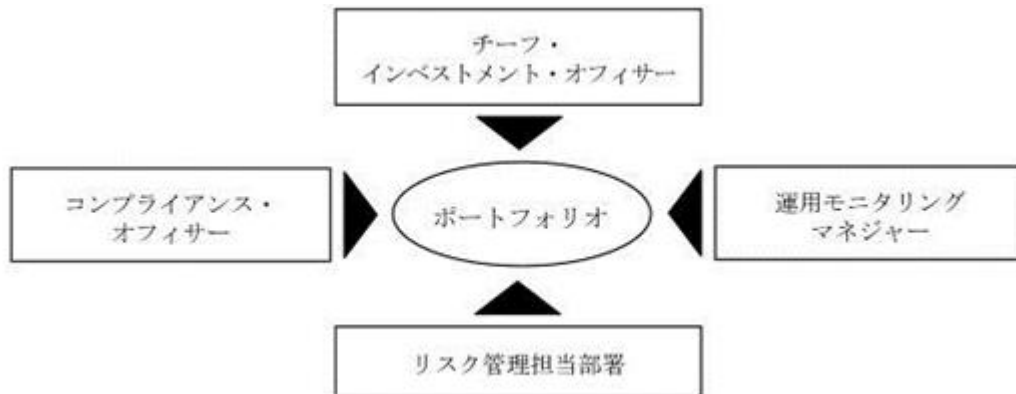 チーフ・
インベストメント・オフィサー
コンプライアンス・
オフィサー
ポートフォリオ
運用モニタリング
マネジャー
リスク管理担当部署